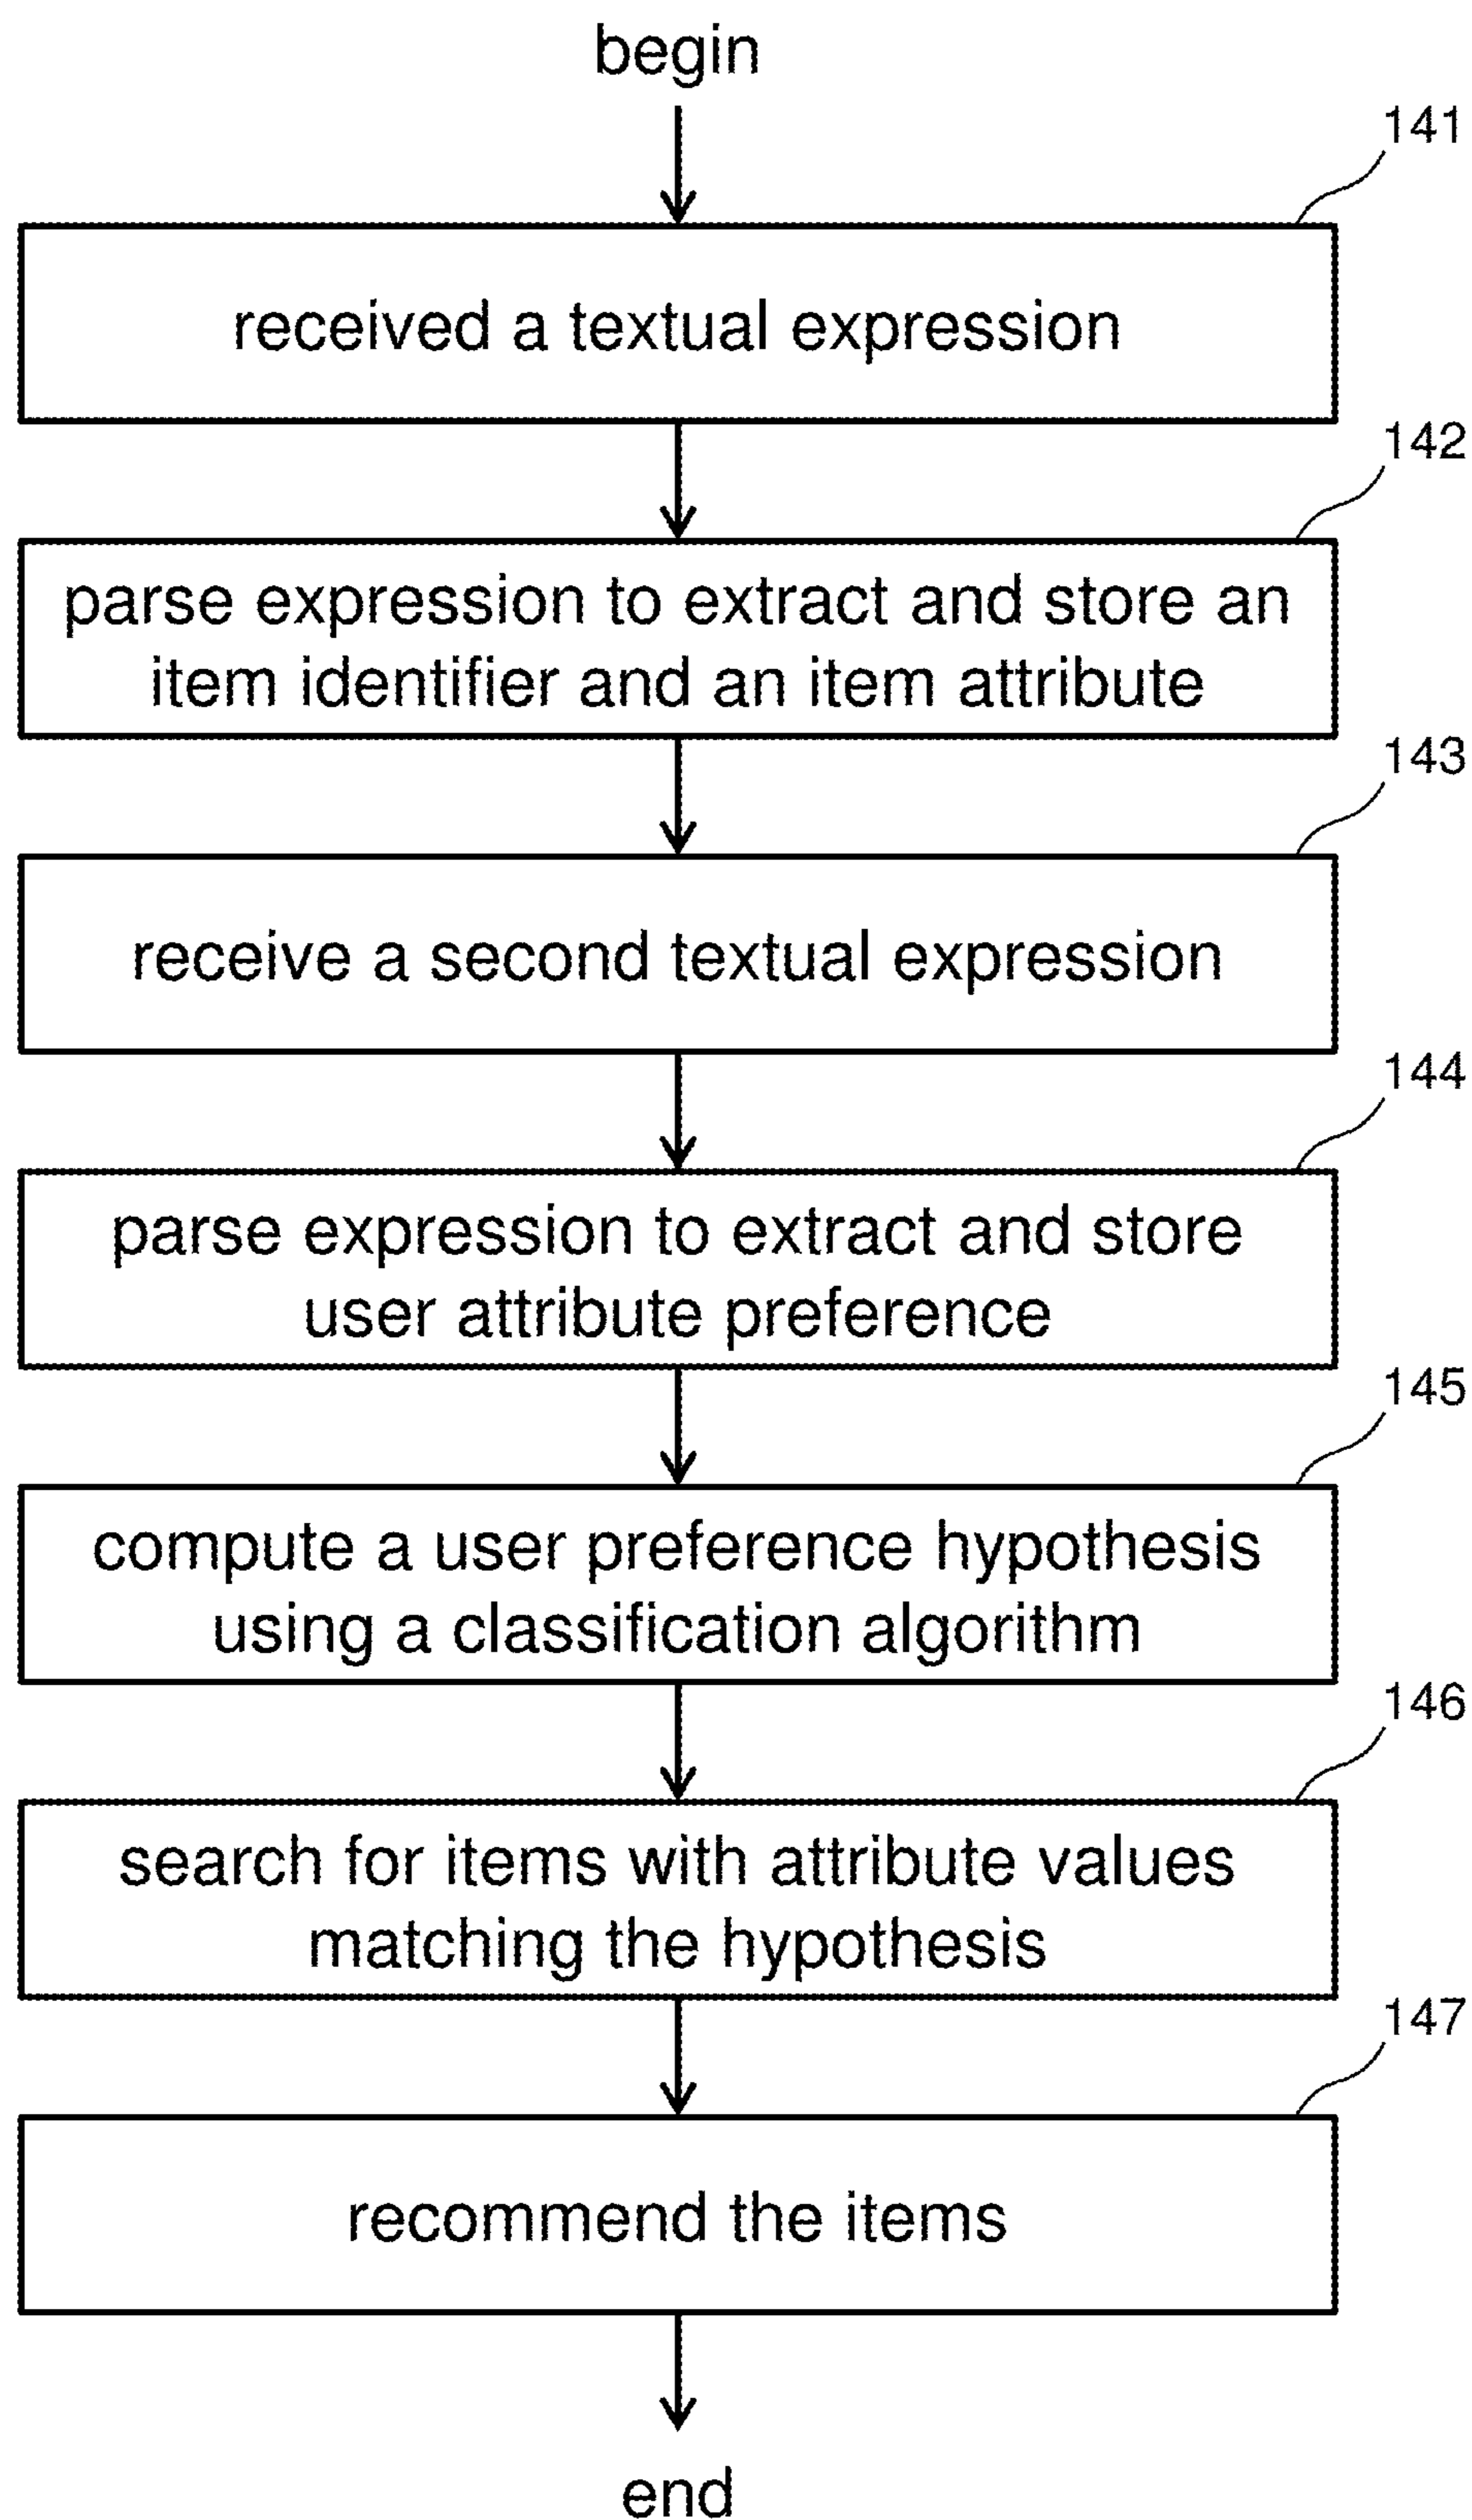 begin
141
received a textual expression
142
parse expression to extract and store an
item identifier and an item attribute
143
receive a second textual expression
144
parse expression to extract and store
user attribute preference
145
compute a user preference hypothesis
using a classification algorithm
146
search for items with attribute values
matching the hypothesis
147
recommend the items
end